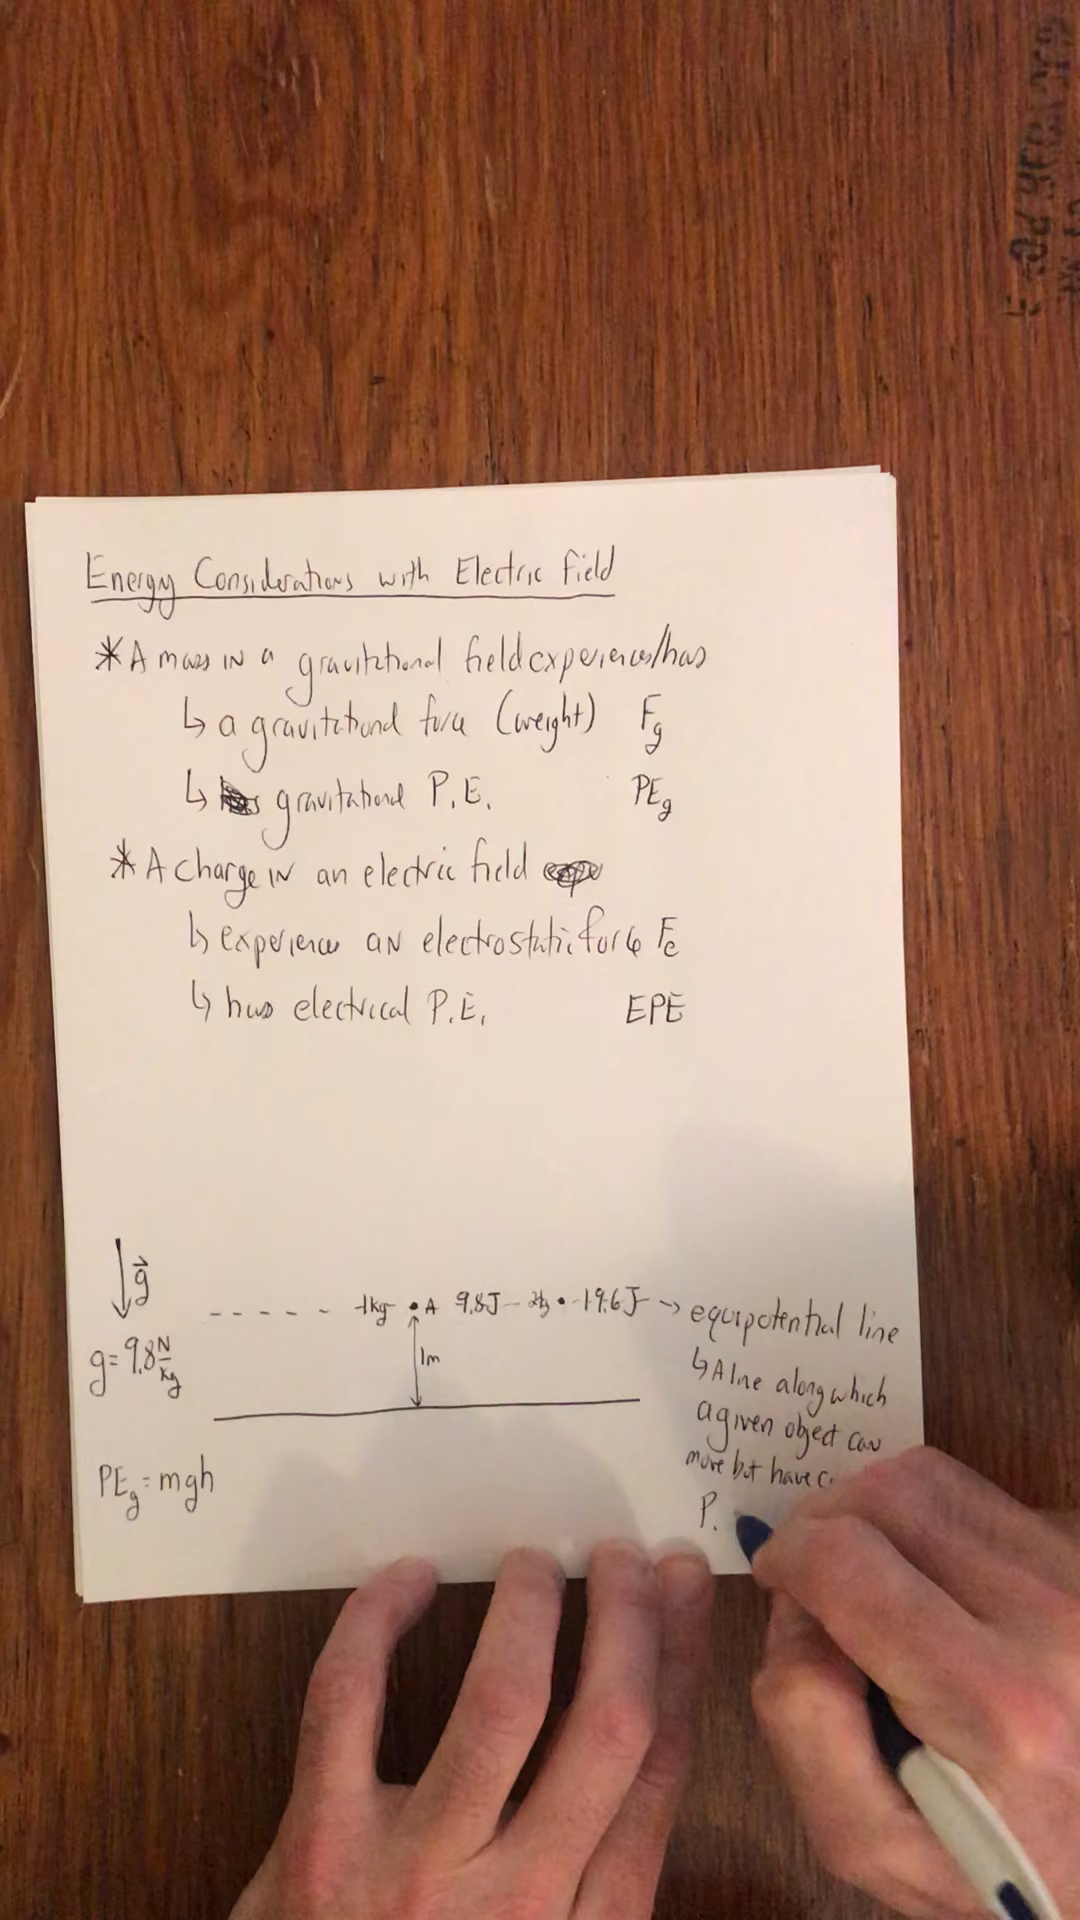 Energy Considerations with Electric Field
* A mass in a gravitational field experiences/has
↳ a gravitational force (weight) Fg
↳ gravitational P.E. PEg
* A charge in an electric field
↳ experiences an electrostatic force Fe
↳ has electrical P.E. EPE
g
g = 9.8 N/kg
1kg • A 9.8J 2kg • 19.6J → equipotential line
1m
↳ A line along which
a given object can
move but have c
P.
PEg = mgh